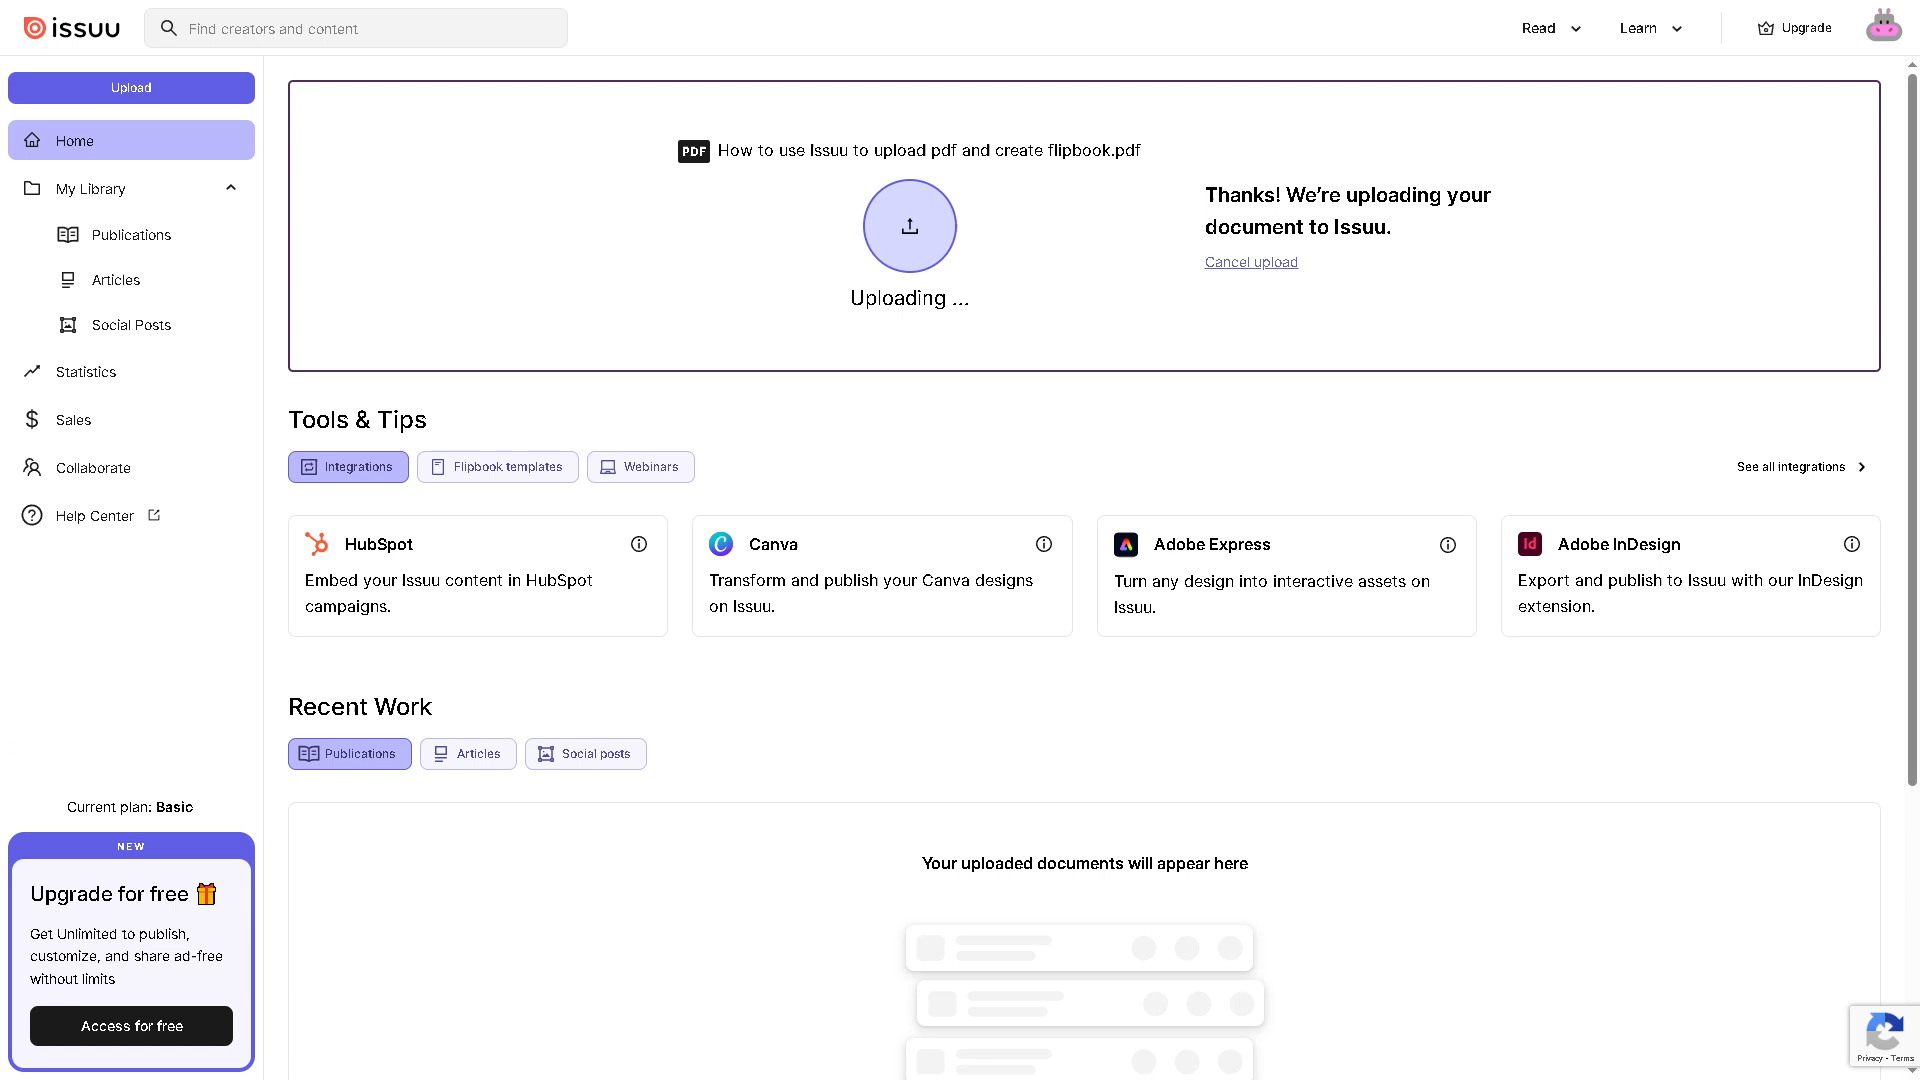 issuu
Find creators and content
Read
Learn
Upgrade
Upload
Home
My Library
Publications
Articles
Social Posts
Statistics
Sales
Collaborate
Help Center
Current plan: Basic
NEW
Upgrade for free
Get Unlimited to publish,
customize, and share ad-free
without limits
Access for free
PDF How to use Issuu to upload pdf and create flipbook.pdf
Uploading ...
Thanks! We’re uploading your
document to Issuu.
Cancel upload
Tools & Tips
Integrations
Flipbook templates
Webinars
See all integrations
HubSpot
Embed your Issuu content in HubSpot
campaigns.
C
Canva
Transform and publish your Canva designs
on Issuu.
Adobe Express
Turn any design into interactive assets on
Issuu.
Id
Adobe InDesign
Export and publish to Issuu with our InDesign
extension.
Recent Work
Publications
Articles
Social posts
Your uploaded documents will appear here
Privacy - Terms